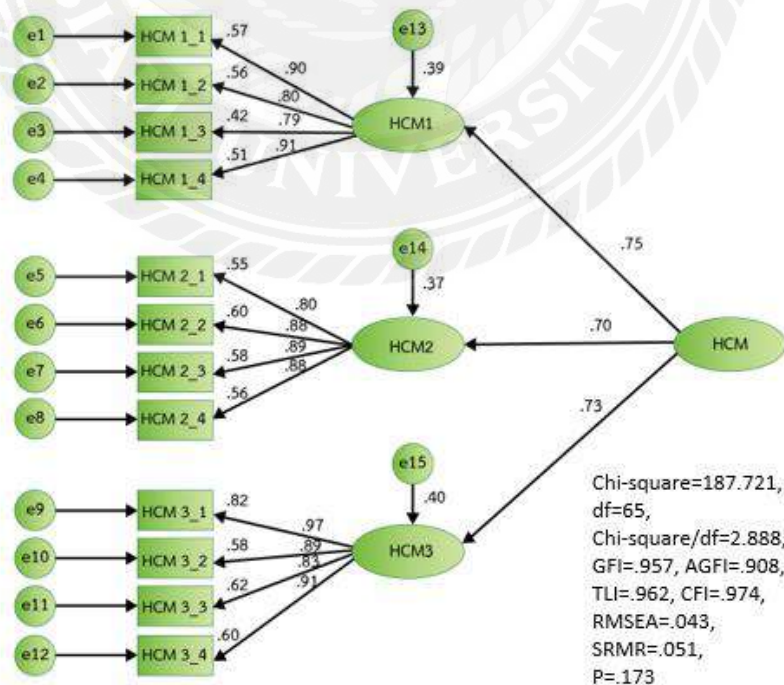 e13
e1 HCM 1_1 .57
.39
.90
e2 HCM 1_2 .56
.80
HCM1
e3 HCM 1_3 .42 .79
.91
e4 HCM 1_4 .51
UNIVERSITY
.75
e14
e5 HCM 2_1 .55
.37
.80
e6 HCM 2_2 .60 .88
.70
HCM2
HCM
.89
e7 HCM 2_3 .58 .88
e8 HCM 2_4 .56
.73
e15
.40
e9 HCM 3_1 .82
.97
e10 HCM 3_2 .58 .89
HCM3
.83
e11 HCM 3_3 .62 .91
e12 HCM 3_4 .60
Chi-square=187.721,
df=65,
Chi-square/df=2.888,
GFI=.957, AGFI=.908,
TLI=.962, CFI=.974,
RMSEA=.043,
SRMR=.051,
P=.173